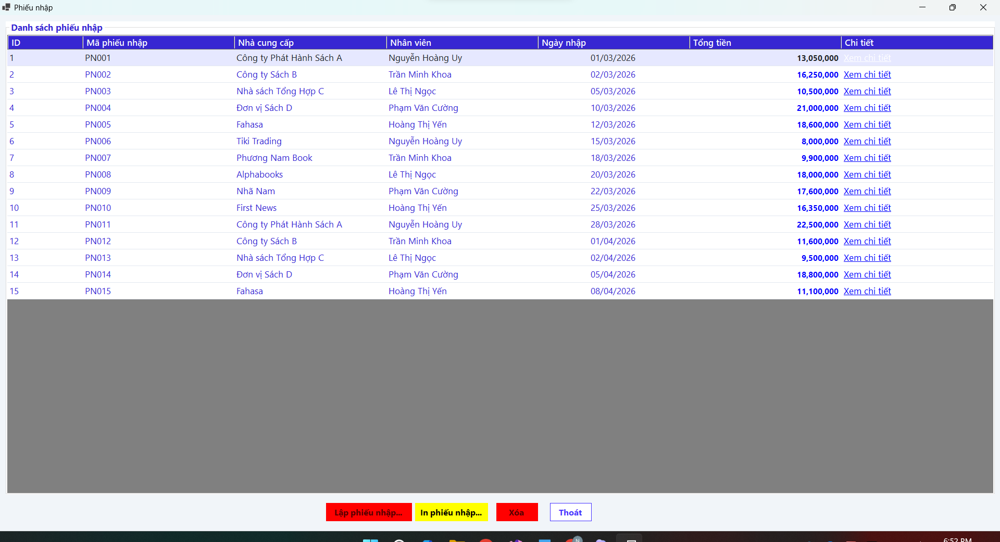 Phiếu nhập
Danh sách phiếu nhập
ID Mã phiếu nhập Nhà cung cấp Nhân viên Ngày nhập Tổng tiền Chi tiết
1 PN001 Công ty Phát Hành Sách A Nguyễn Hoàng Uy 01/03/2026 13,050,000 Xem chi tiết
2 PN002 Công ty Sách B Trần Minh Khoa 02/03/2026 16,250,000 Xem chi tiết
3 PN003 Nhà sách Tổng Hợp C Lê Thị Ngọc 05/03/2026 10,500,000 Xem chi tiết
4 PN004 Đơn vị Sách D Phạm Văn Cường 10/03/2026 21,000,000 Xem chi tiết
5 PN005 Fahasa Hoàng Thị Yến 12/03/2026 18,600,000 Xem chi tiết
6 PN006 Tiki Trading Nguyễn Hoàng Uy 15/03/2026 8,000,000 Xem chi tiết
7 PN007 Phương Nam Book Trần Minh Khoa 18/03/2026 9,900,000 Xem chi tiết
8 PN008 Alphabooks Lê Thị Ngọc 20/03/2026 18,000,000 Xem chi tiết
9 PN009 Nhã Nam Phạm Văn Cường 22/03/2026 17,600,000 Xem chi tiết
10 PN010 First News Hoàng Thị Yến 25/03/2026 16,350,000 Xem chi tiết
11 PN011 Công ty Phát Hành Sách A Nguyễn Hoàng Uy 28/03/2026 22,500,000 Xem chi tiết
12 PN012 Công ty Sách B Trần Minh Khoa 01/04/2026 11,600,000 Xem chi tiết
13 PN013 Nhà sách Tổng Hợp C Lê Thị Ngọc 02/04/2026 9,500,000 Xem chi tiết
14 PN014 Đơn vị Sách D Phạm Văn Cường 05/04/2026 18,800,000 Xem chi tiết
15 PN015 Fahasa Hoàng Thị Yến 08/04/2026 11,100,000 Xem chi tiết
Lập phiếu nhập... In phiếu nhập... Xóa Thoát
N
6:52 PM